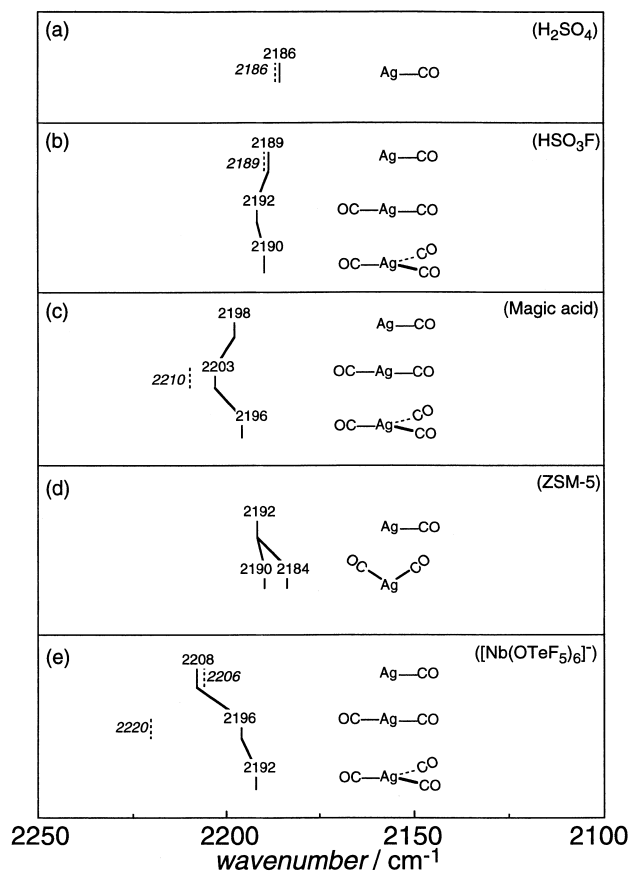 (a)
(H2SO4)
2186
2186
Ag—CO
(b)
(HSO3F)
2189
2189
Ag—CO
2192
OC—Ag—CO
2190
OC—Ag
CO
CO
(c)
(Magic acid)
2198
Ag—CO
2203
2210
OC—Ag—CO
2196
OC—Ag
CO
CO
(d)
(ZSM-5)
2192
Ag—CO
2190 2184
OC
CO
Ag
(e)
([Nb(OTeF5)6]-)
2208
2206
Ag—CO
2196
2220
OC—Ag—CO
2192
OC—Ag
CO
CO
2250 2200 2150 2100
wavenumber / cm-1